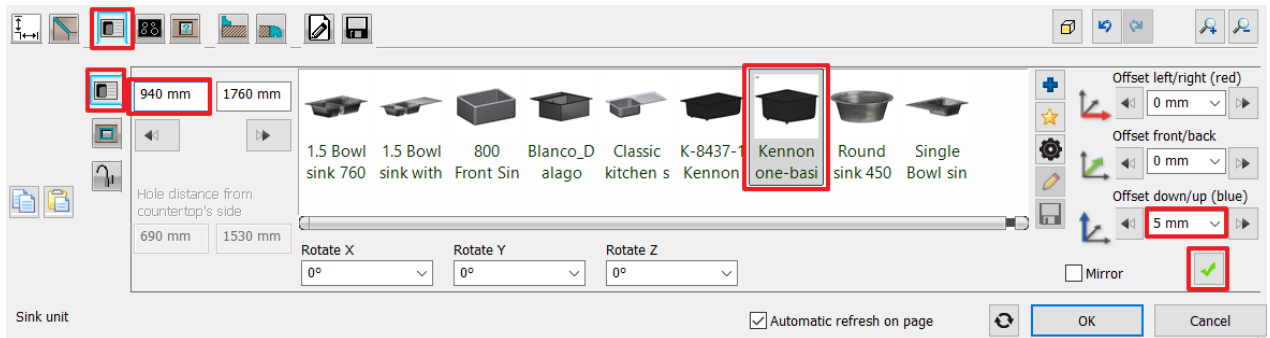 940 mm 1760 mm
1.5 Bowl sink 760
1.5 Bowl sink with
800 Front Sin
Blanco_D alago
Classic kitchen s
K-8437-1 Kennon
Kennon one-basi
Round sink 450
Single Bowl sin
Hole distance from
countertop's side
690 mm 1530 mm
Rotate X Rotate Y Rotate Z
0° 0° 0°
Offset left/right (red)
0 mm
Offset front/back
0 mm
Offset down/up (blue)
5 mm
Mirror
Sink unit
Automatic refresh on page
OK
Cancel